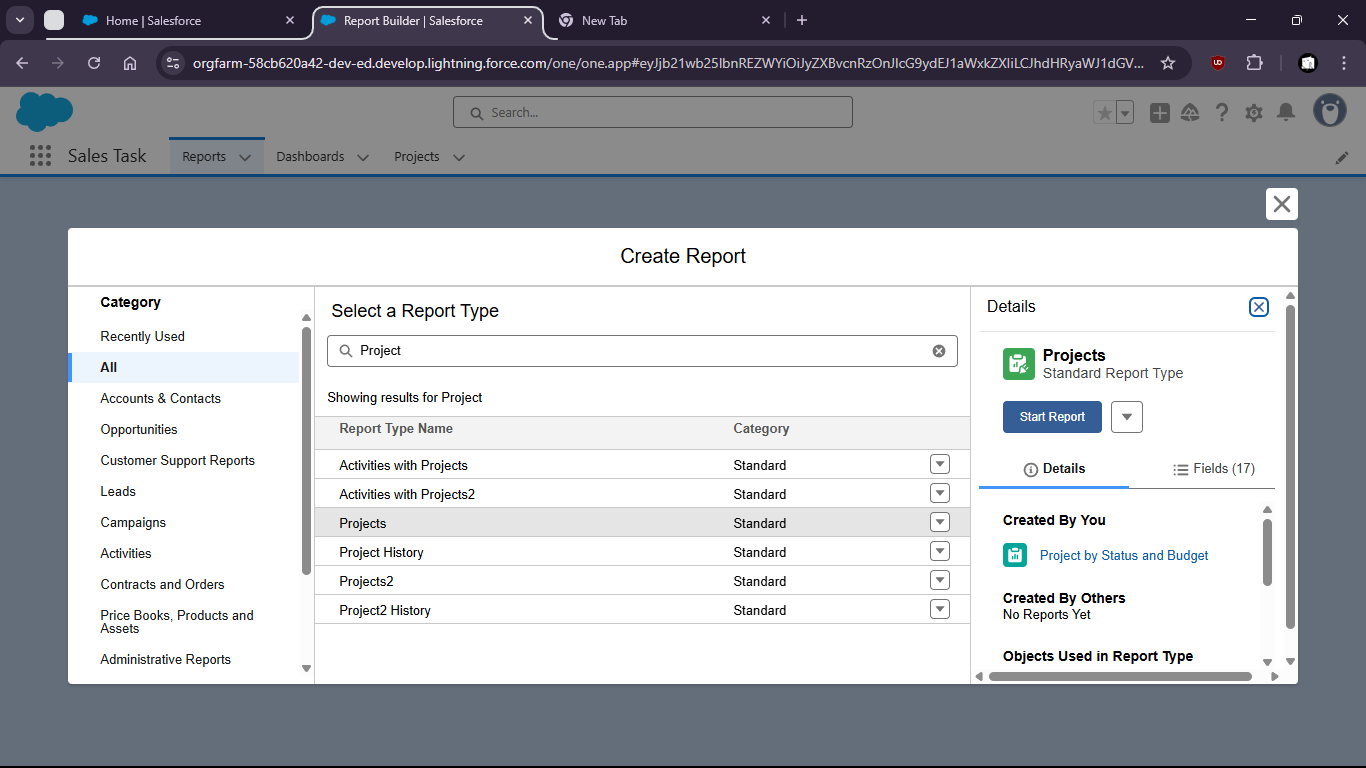 Home | Salesforce
Report Builder | Salesforce
New Tab
orgfarm-58cb620a42-dev-ed.develop.lightning.force.com/one/one.app#eyJjb21wb25lbnREZWYiOiJyZXBvcnRzOnJlcG9ydEJ1aWxkZXIiLCJhdHRyaWJ1dGV...
UD
Search...
Sales Task
Reports
Dashboards
Projects
Create Report
Category
Recently Used
All
Accounts & Contacts
Opportunities
Customer Support Reports
Leads
Campaigns
Activities
Contracts and Orders
Price Books, Products and
Assets
Administrative Reports
Select a Report Type
Project
Showing results for Project
Report Type Name Category
Activities with Projects Standard
Activities with Projects2 Standard
Projects Standard
Project History Standard
Projects2 Standard
Project2 History Standard
Details
Projects
Standard Report Type
Start Report
Details
Fields (17)
Created By You
Project by Status and Budget
Created By Others
No Reports Yet
Objects Used in Report Type